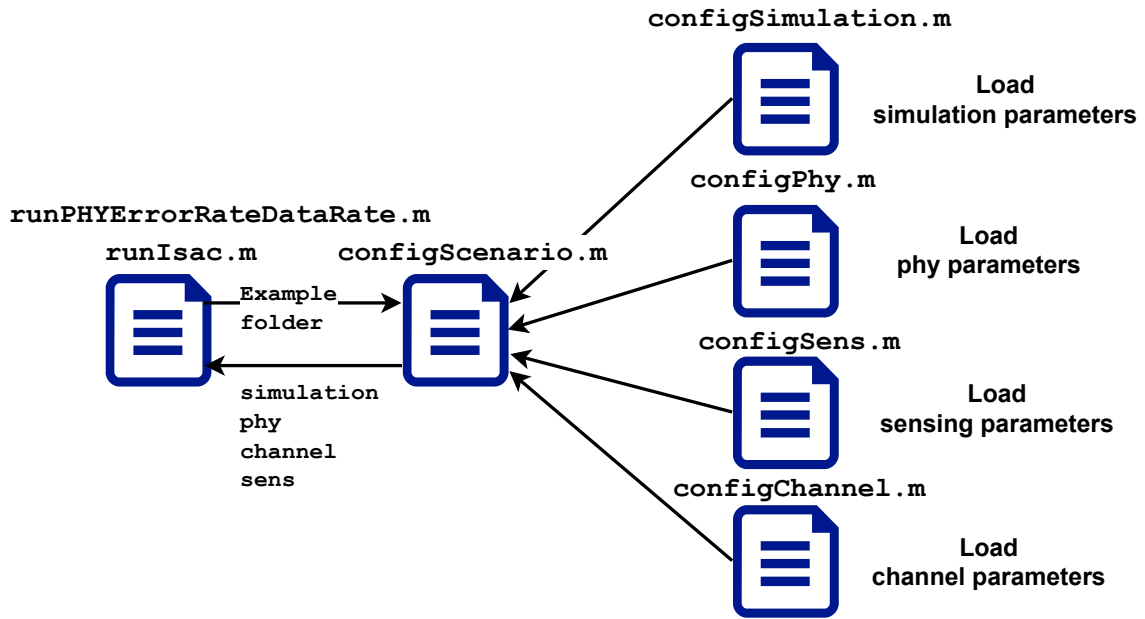 configSimulation.m
Load
simulation parameters
configPhy.m
runPHYErrorRateDataRate.m
runIsac.m
configScenario.m
Load
phy parameters
Example
folder
configSens.m
simulation
phy
channel
sens
Load
sensing parameters
configChannel.m
Load
channel parameters